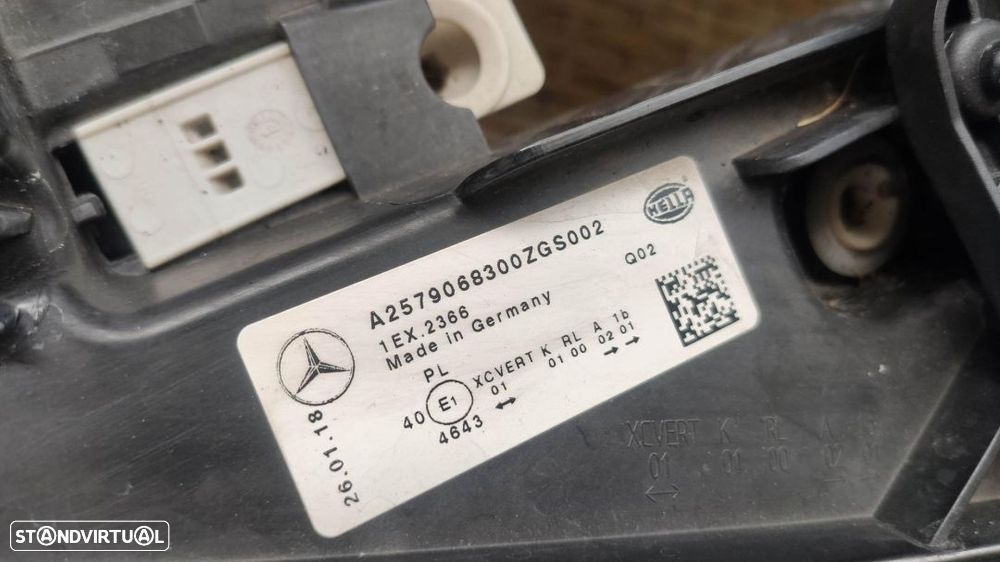 HELLA
A2579068300ZGS002
Q02
1EX.2366
Made in Germany
PL
40 E1 XCVERT K RL A 1b
4643 01 01 00 02 01
26.01.18
XCVERT K RL A
01 01 00 02 01
STANDVIRTUAL